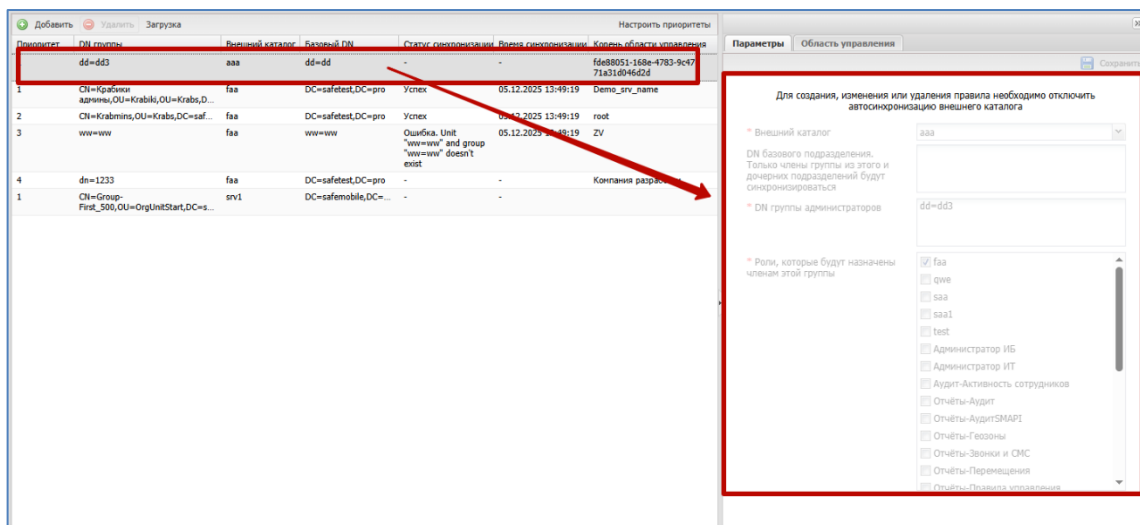 Добавить Удалить Загрузка Настроить приоритеты
Приоритет DN группы Внешний каталог Базовый DN Статус синхронизации Время синхронизации Корень области управления
dd=dd3 aaa dd=dd - - fde88051-168e-4783-9c47
71a31d046d2d
1 CN=Крабики faa DC=safetest,DC=pro Успех 05.12.2025 13:49:19 Demo_srv_name
админы,OU=Krabiki,OU=Krabs,D...
2 CN=Krabmins,OU=Krabs,DC=saf... faa DC=safetest,DC=pro Успех 05.12.2025 13:49:19 root
3 ww=ww faa ww=ww Ошибка. Unit 05.12.2025 13:49:19 ZV
"ww=ww" and group
"ww=ww" doesn't
exist
4 dn=1233 faa DC=safetest,DC=pro - - Компания
1 CN=Group- srv1 DC=safemobile,DC=... - -
First_500,OU=OrgUnitStart,DC=s...
Параметры Область управления
Сохранить
Для создания, изменения или удаления правила необходимо отключить
автосинхронизацию внешнего каталога
* Внешний каталог aaa
DN базового подразделения.
Только члены группы из этого и
дочерних подразделений будут
синхронизироваться
* DN группы администраторов dd=dd3
* Роли, которые будут назначены
членам этой группы
faa
qwe
saa
saa1
test
Администратор ИБ
Администратор ИТ
Аудит-Активность сотрудников
Отчёты-Аудит
Отчёты-АудитSMAPI
Отчёты-Геозоны
Отчёты-Звонки и СМС
Отчёты-Перемещения
Отчёты-Правила управления